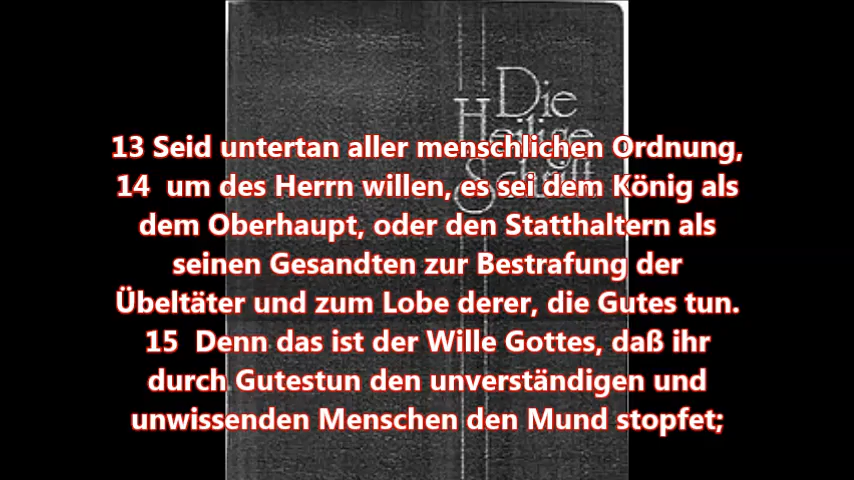 Die
Heilige
Schrift
13 Seid untertan aller menschlichen Ordnung,
14  um des Herrn willen, es sei dem König als
dem Oberhaupt, oder den Statthaltern als
seinen Gesandten zur Bestrafung der
Übeltäter und zum Lobe derer, die Gutes tun.
15  Denn das ist der Wille Gottes, daß ihr
durch Gutestun den unverständigen und
unwissenden Menschen den Mund stopfet;